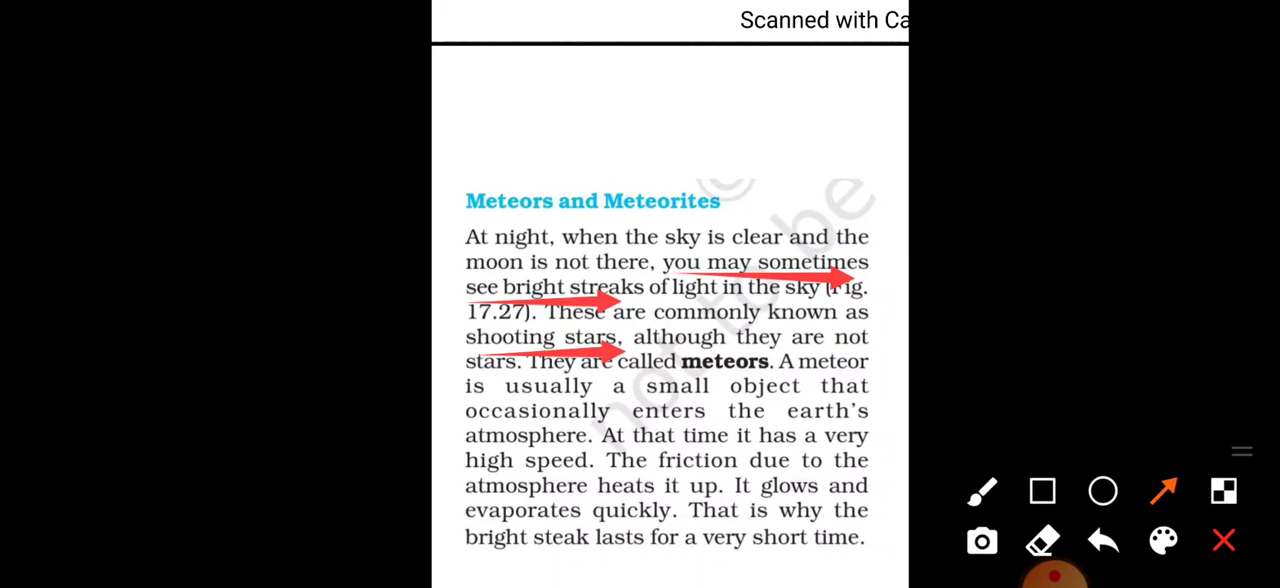 Scanned with Ca
Meteors and Meteorites
At night, when the sky is clear and the
moon is not there, you may sometimes
see bright streaks of light in the sky (Fig.
17.27). These are commonly known as
shooting stars, although they are not
stars. They are called meteors. A meteor
is usually a small object that
occasionally enters the earth's
atmosphere. At that time it has a very
high speed. The friction due to the
atmosphere heats it up. It glows and
evaporates quickly. That is why the
bright steak lasts for a very short time.
©
not to be